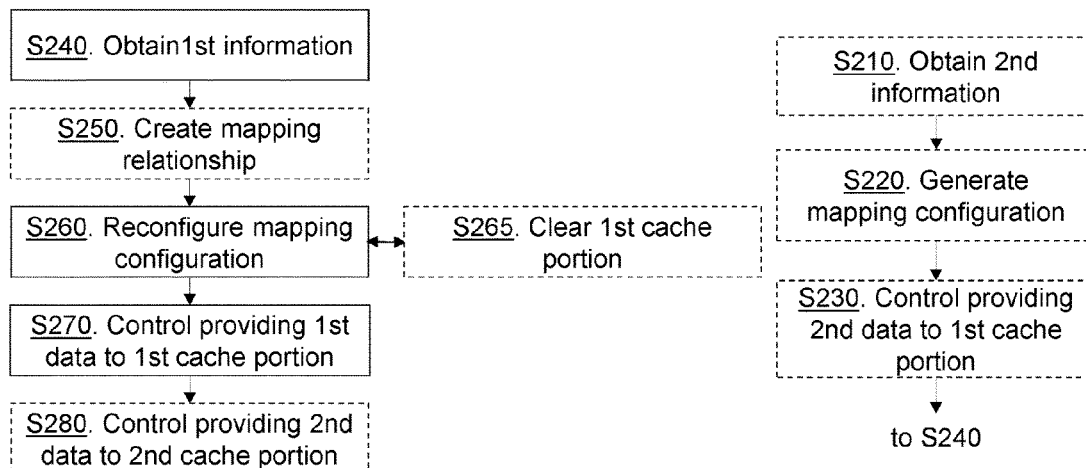 S240. Obtain1st information
S250. Create mapping
relationship
S260. Reconfigure mapping
configuration
S265. Clear 1st cache
portion
S270. Control providing 1st
data to 1st cache portion
S280. Control providing 2nd
data to 2nd cache portion
S210. Obtain 2nd
information
S220. Generate
mapping configuration
S230. Control providing
2nd data to 1st cache
portion
to S240